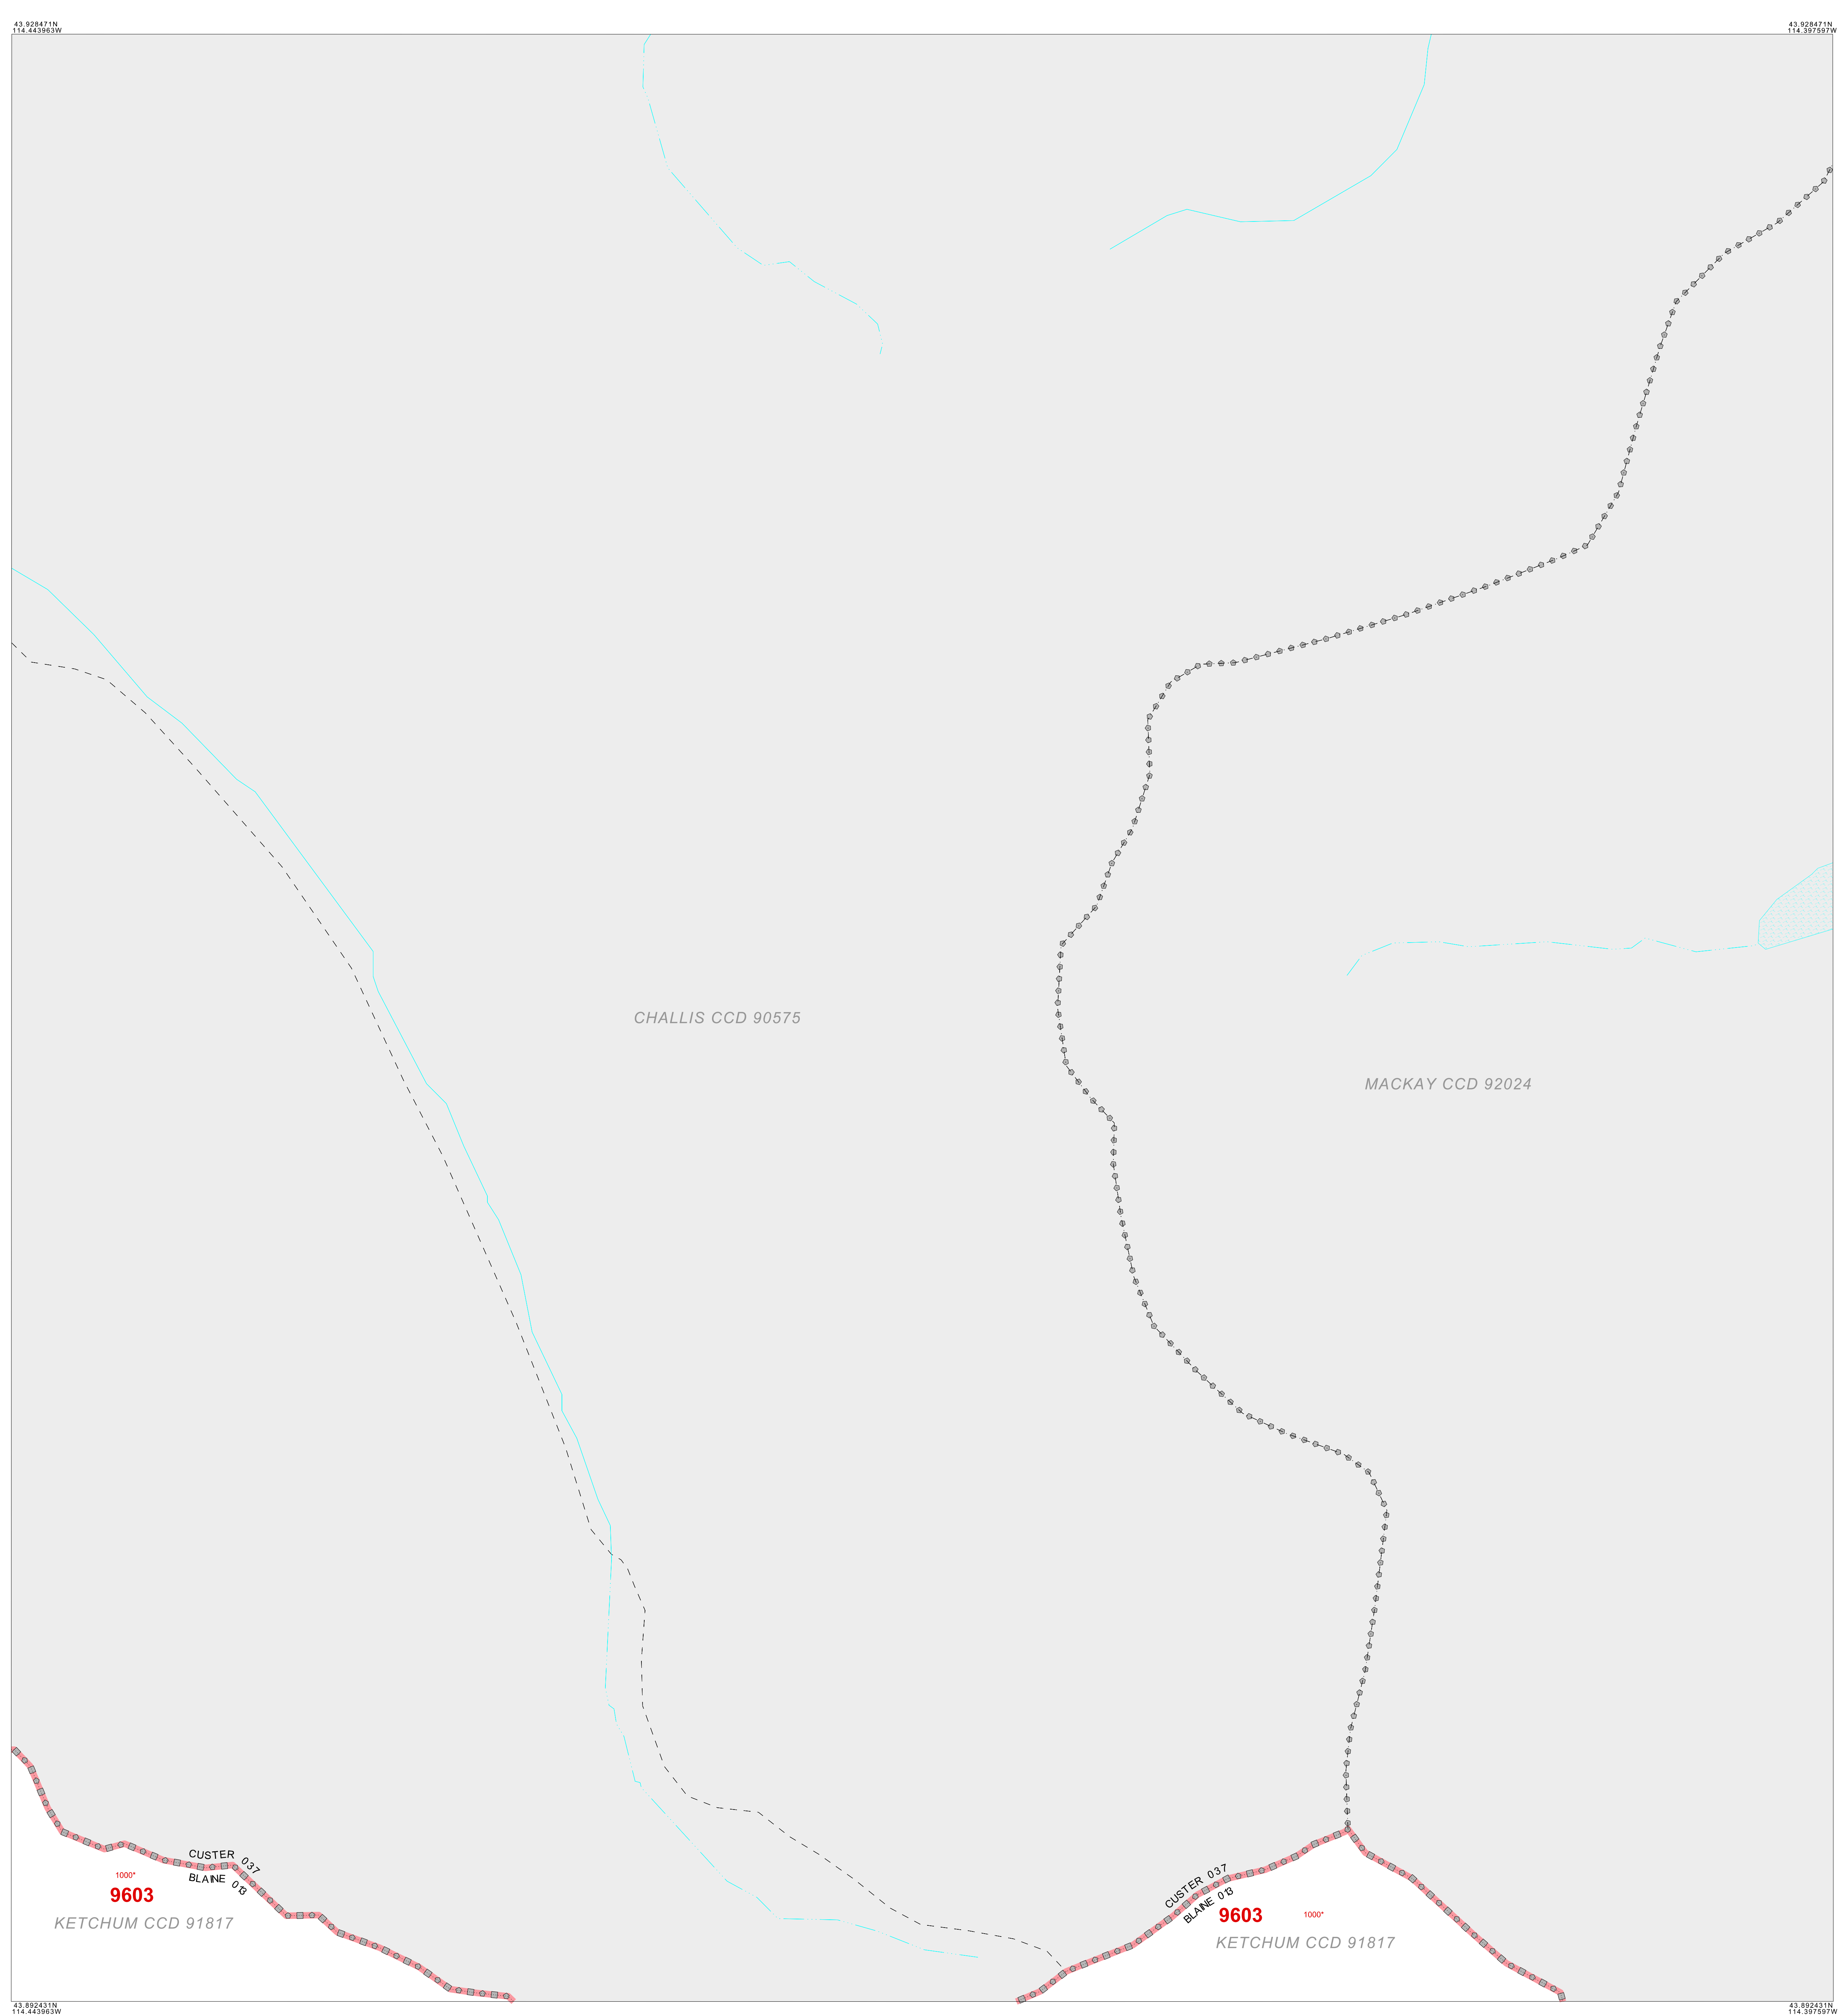 43.928471N
114.443963W
43.928471N
114.397597W
CHALLIS CCD 90575
MACKAY CCD 92024
CUSTER 037
BLAINE 013
1000*
9603
KETCHUM CCD 91817
CUSTER 037
BLAINE 013
9603 1000*
KETCHUM CCD 91817
43.892431N
114.443963W
43.892431N
114.397597W